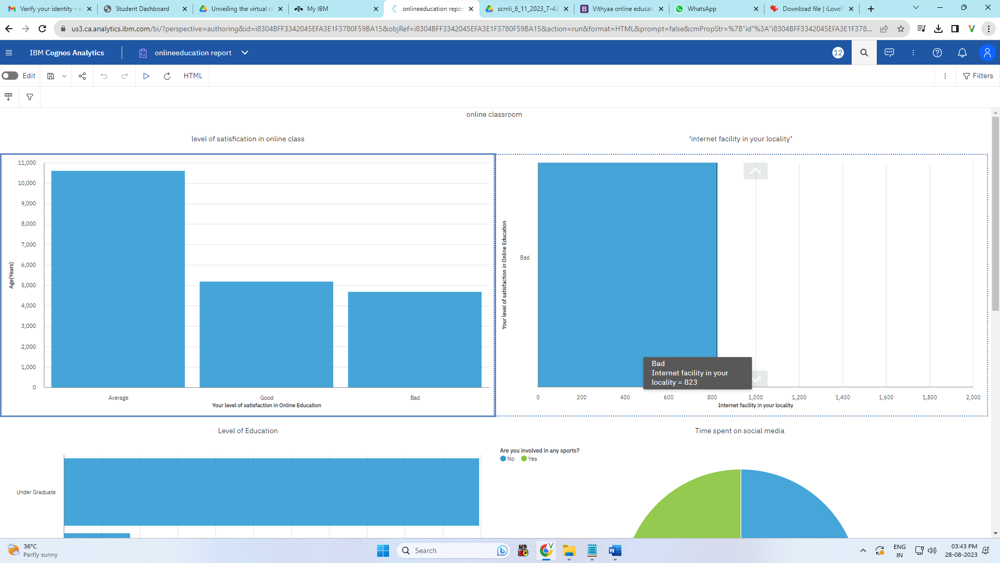 Verify your identity - v
Student Dashboard
Unveiling the virtual cl
My IBM
onlineeducation repor
scrnli_6_11_2023_7-43
Vithyaa online educati
WhatsApp
Download file | iLoveP
us3.ca.analytics.ibm.com/bi/?perspective=authoring&id=i8304BFF3342045EFA3E1F3780F59BA15&objRef=i8304BFF3342045EFA3E1F3780F59BA15&action=run&format=HTML&prompt=false&cmPropStr=%7B"id"%3A"i8304BFF3342045EFA3E1F378...
IBM Cognos Analytics
onlineeducation report
12
Edit
HTML
Filters
online classroom
level of satisfication in online class
11,000
10,000
9,000
8,000
7,000
6,000
5,000
4,000
3,000
2,000
1,000
0
Age(Years)
Average
Good
Bad
Your level of satisfaction in Online Education
‘internet facility in your locality’
Your level of satisfaction in Online Education
Bad
Bad
Internet facility in your
locality = 823
0
200
400
600
800
1,000
1,200
1,400
1,600
1,800
2,000
Internet facility in your locality
Level of Education
Under Graduate
Time spent on social media
Are you involved in any sports?
No
Yes
36°C
Partly sunny
Search
ENG
IN
03:43 PM
28-08-2023